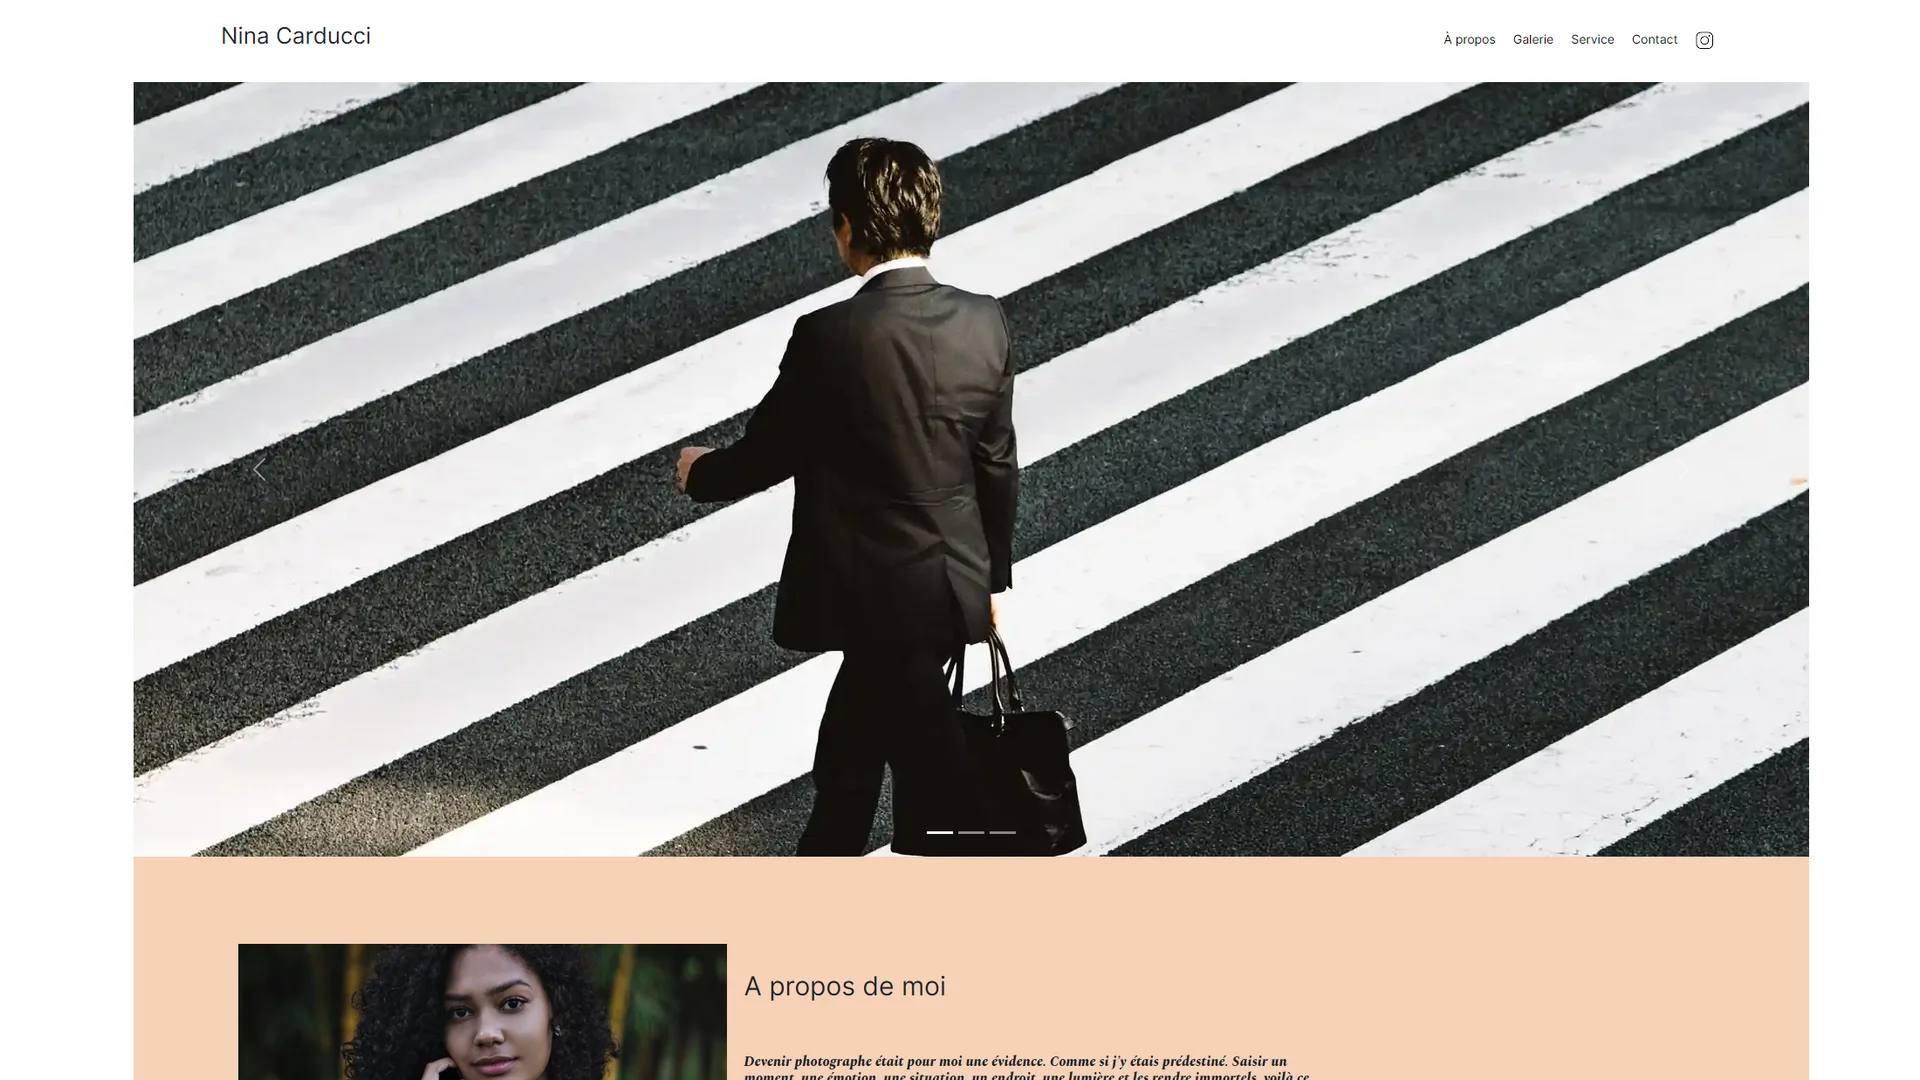 Nina Carducci
À propos Galerie Service Contact
A propos de moi
Devenir photographe était pour moi une évidence. Comme si j'y étais prédestiné. Saisir un
moment, une émotion, une situation, un endroit, une lumière et les rendre immortels, voilà ce